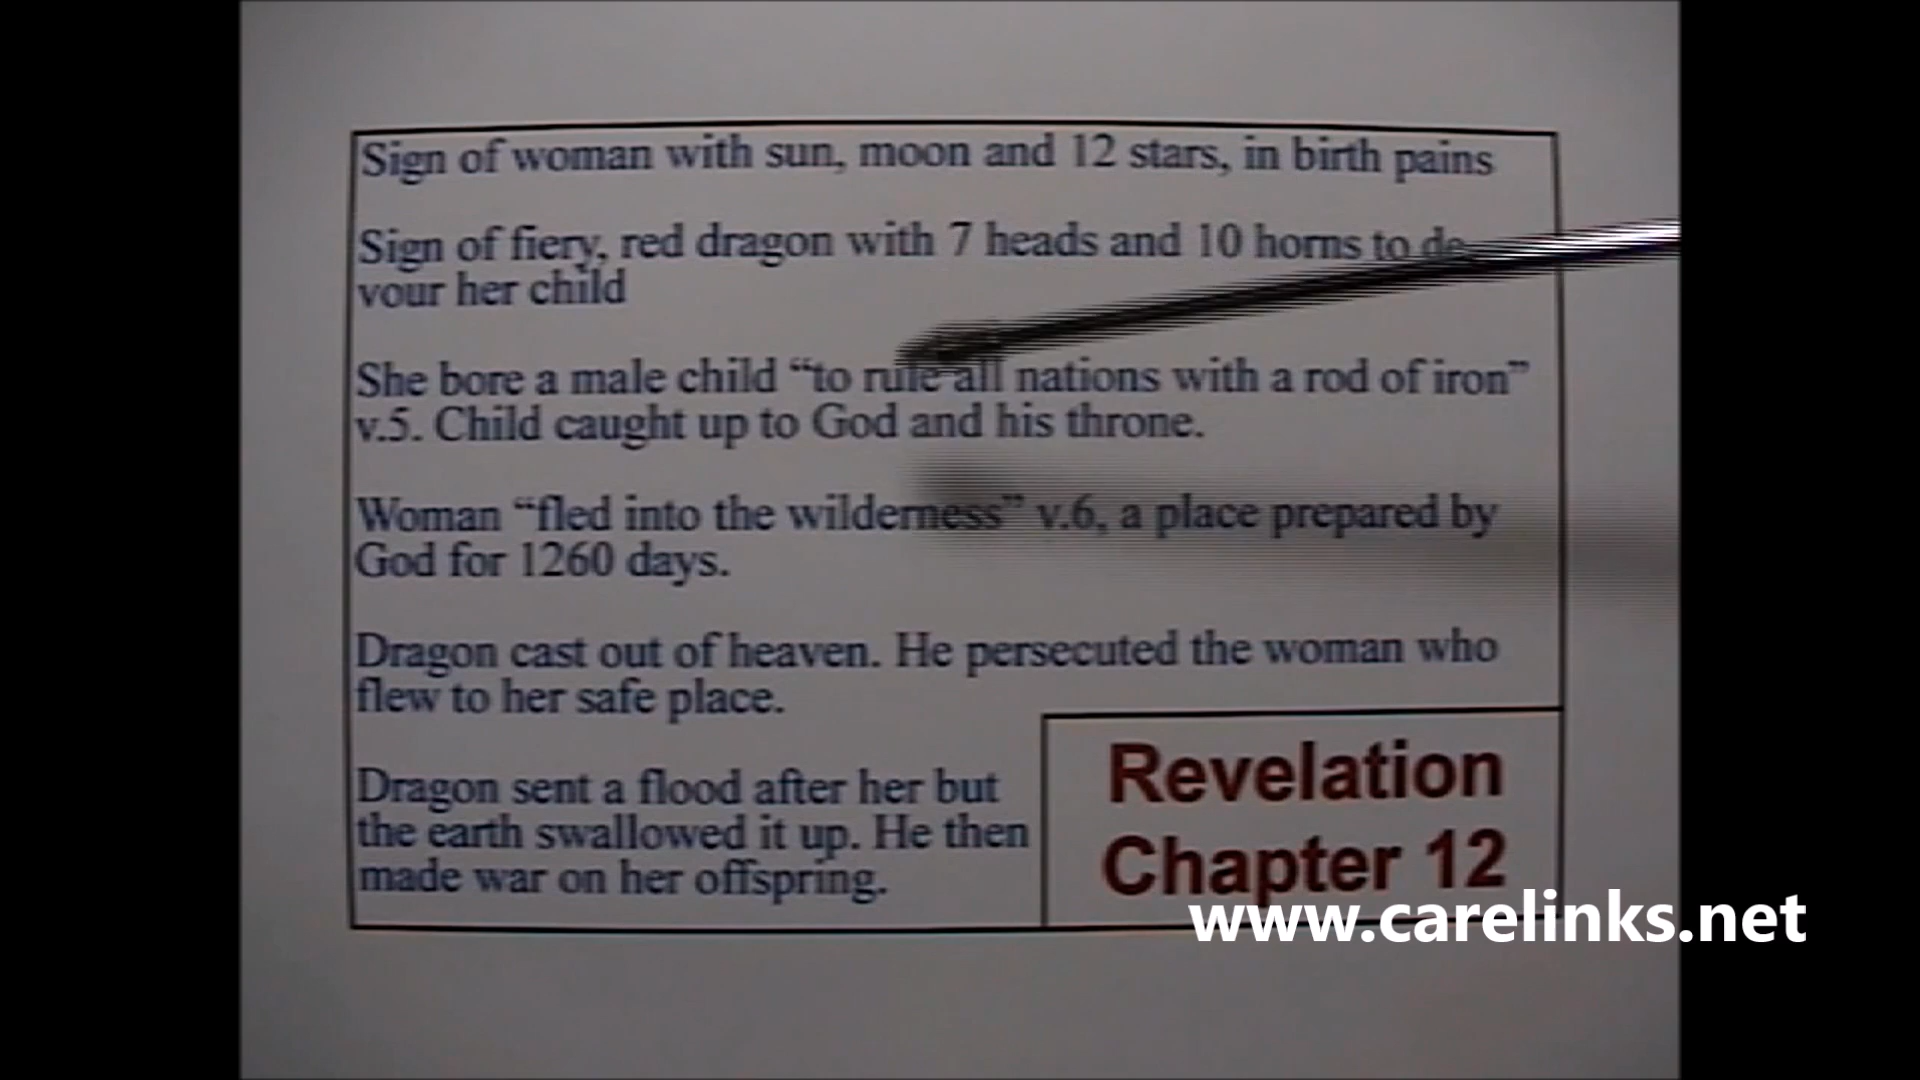 Sign of woman with sun, moon and 12 stars, in birth pains
Sign of fiery, red dragon with 7 heads and 10 horns to de-
vour her child
She bore a male child “to rule all nations with a rod of iron”
v.5. Child caught up to God and his throne.
Woman “fled into the wilderness” v.6, a place prepared by
God for 1260 days.
Dragon cast out of heaven. He persecuted the woman who
flew to her safe place.
Dragon sent a flood after her but
the earth swallowed it up. He then
made war on her offspring.
Revelation
Chapter 12
www.carelinks.net